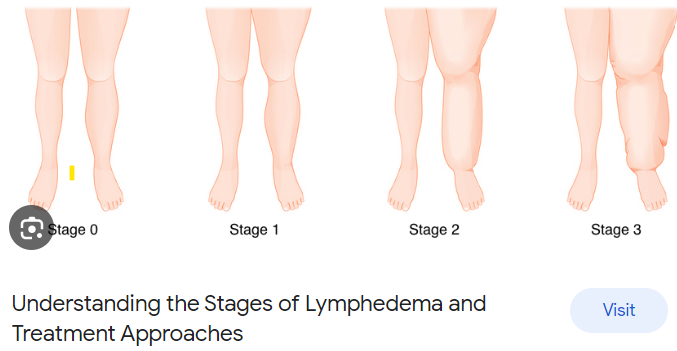 Stage 0
Stage 1
Stage 2
Stage 3
Understanding the Stages of Lymphedema and
Treatment Approaches
Visit